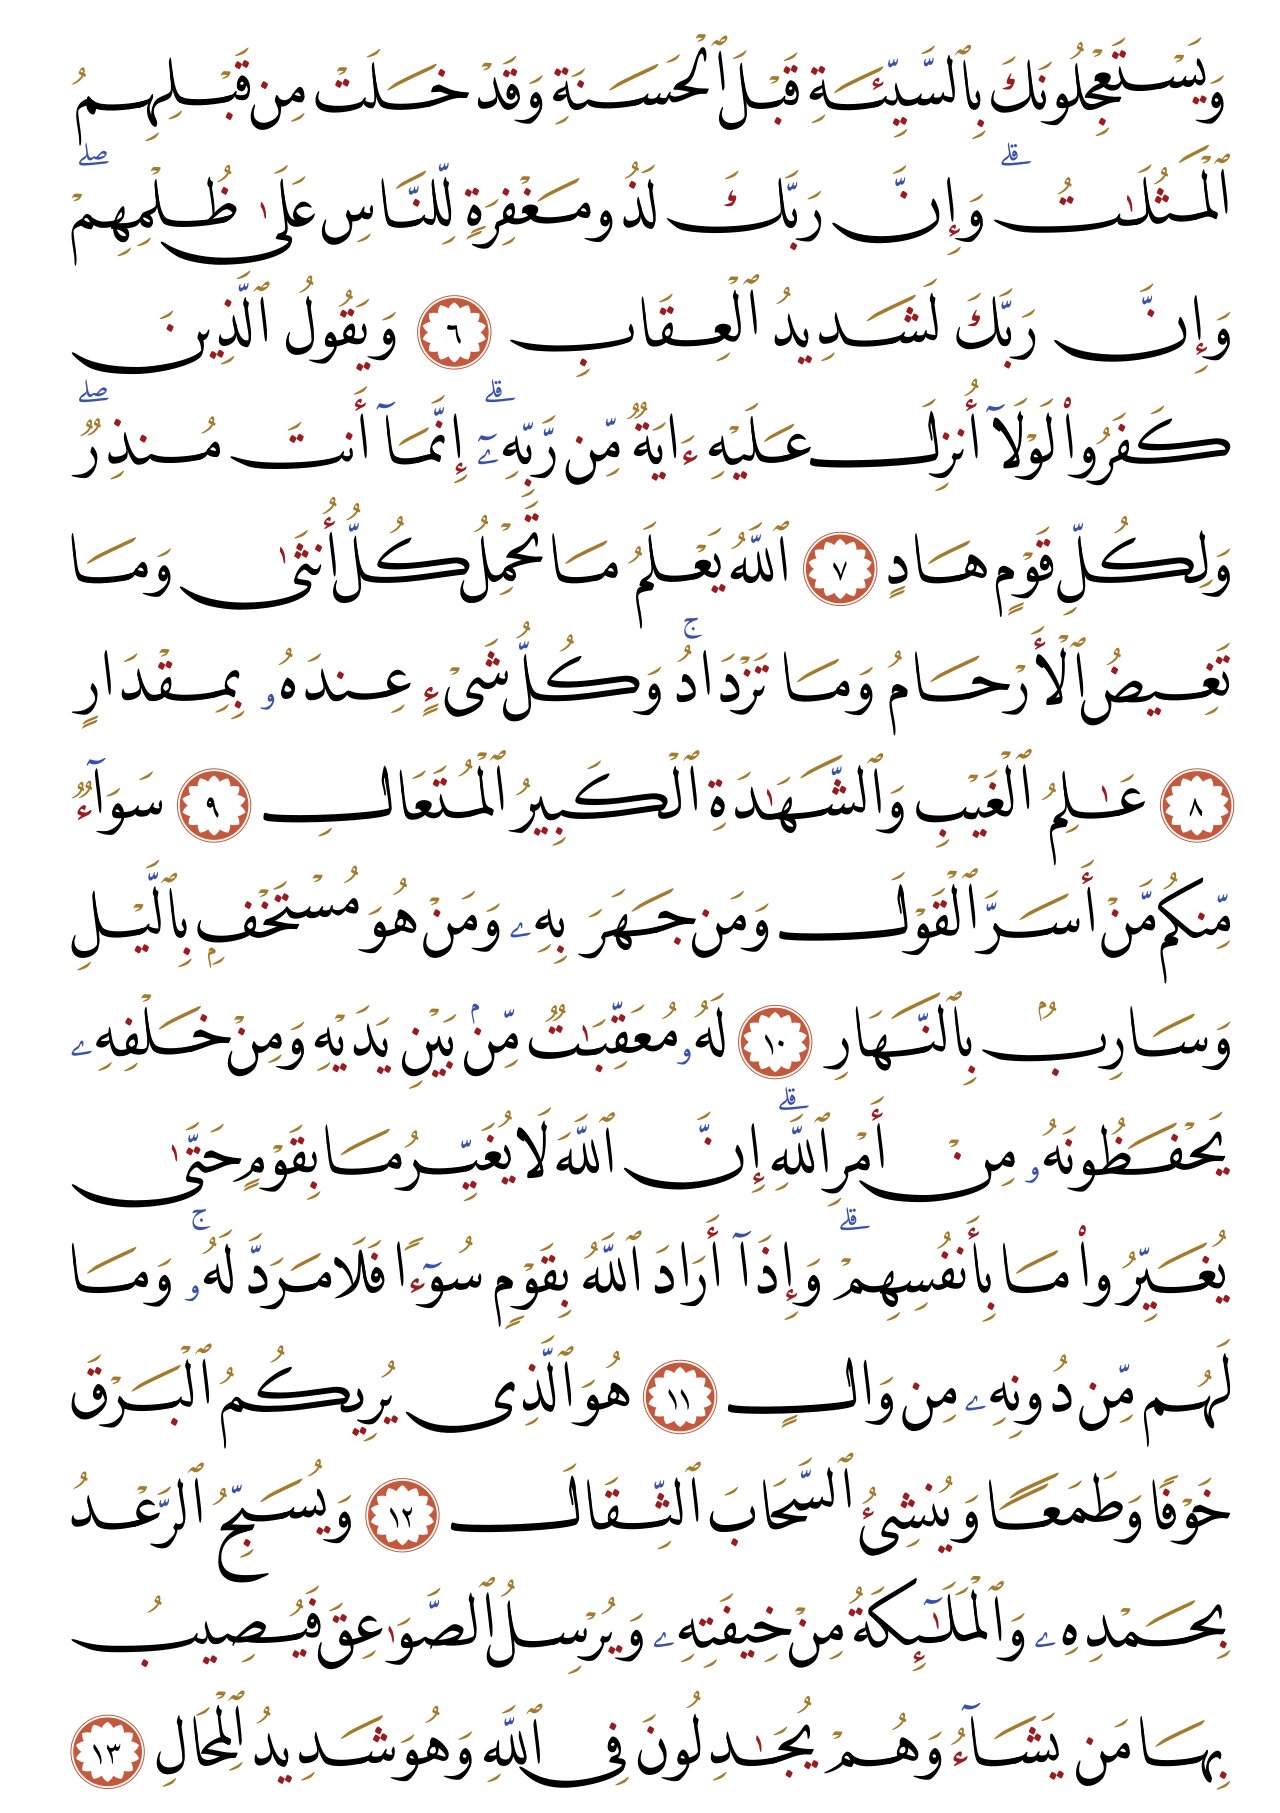 وَيَسْتَعْجِلُونَكَ بِٱلسَّيِّئَةِ قَبْلَ ٱلْحَسَنَةِ وَقَدْ خَلَتْ مِن قَبْلِهِمُ
ٱلْمَثُلَٰتُ ۗ وَإِنَّ رَبَّكَ لَذُو مَغْفِرَةٍ لِّلنَّاسِ عَلَىٰ ظُلْمِهِمْ ۖ
وَإِنَّ رَبَّكَ لَشَدِيدُ ٱلْعِقَابِ ٦ وَيَقُولُ ٱلَّذِينَ
كَفَرُوا۟ لَوْلَآ أُنزِلَ عَلَيْهِ ءَايَةٌ مِّن رَّبِّهِۦٓ ۗ إِنَّمَآ أَنتَ مُنذِرٌ ۖ
وَلِكُلِّ قَوْمٍ هَادٍ ٧ ٱللَّهُ يَعْلَمُ مَا تَحْمِلُ كُلُّ أُنثَىٰ وَمَا
تَغِيضُ ٱلْأَرْحَامُ وَمَا تَزْدَادُ ۚ وَكُلُّ شَىْءٍ عِندَهُۥ بِمِقْدَارٍ
٨ عَٰلِمُ ٱلْغَيْبِ وَٱلشَّهَٰدَةِ ٱلْكَبِيرُ ٱلْمُتَعَالِ ٩ سَوَآءٌ
مِّنكُم مَّنْ أَسَرَّ ٱلْقَوْلَ وَمَن جَهَرَ بِهِۦ وَمَنْ هُوَ مُسْتَخْفٍۭ بِٱلَّيْلِ
وَسَارِبٌۢ بِٱلنَّهَارِ ١٠ لَهُۥ مُعَقِّبَٰتٌ مِّنۢ بَيْنِ يَدَيْهِ وَمِنْ خَلْفِهِۦ
يَحْفَظُونَهُۥ مِنْ أَمْرِ ٱللَّهِ ۗ إِنَّ ٱللَّهَ لَا يُغَيِّرُ مَا بِقَوْمٍ حَتَّىٰ
يُغَيِّرُوا۟ مَا بِأَنفُسِهِمْ ۗ وَإِذَآ أَرَادَ ٱللَّهُ بِقَوْمٍ سُوٓءًا فَلَا مَرَدَّ لَهُۥ ۚ وَمَا
لَهُم مِّن دُونِهِۦ مِن وَالٍ ١١ هُوَ ٱلَّذِى يُرِيكُمُ ٱلْبَرْقَ
خَوْفًا وَطَمَعًا وَيُنشِئُ ٱلسَّحَابَ ٱلثِّقَالَ ١٢ وَيُسَبِّحُ ٱلرَّعْدُ
بِحَمْدِهِۦ وَٱلْمَلَٰٓئِكَةُ مِنْ خِيفَتِهِۦ وَيُرْسِلُ ٱلصَّوَٰعِقَ فَيُصِيبُ
بِهَا مَن يَشَآءُ وَهُمْ يُجَٰدِلُونَ فِى ٱللَّهِ وَهُوَ شَدِيدُ ٱلْمِحَالِ ١٣